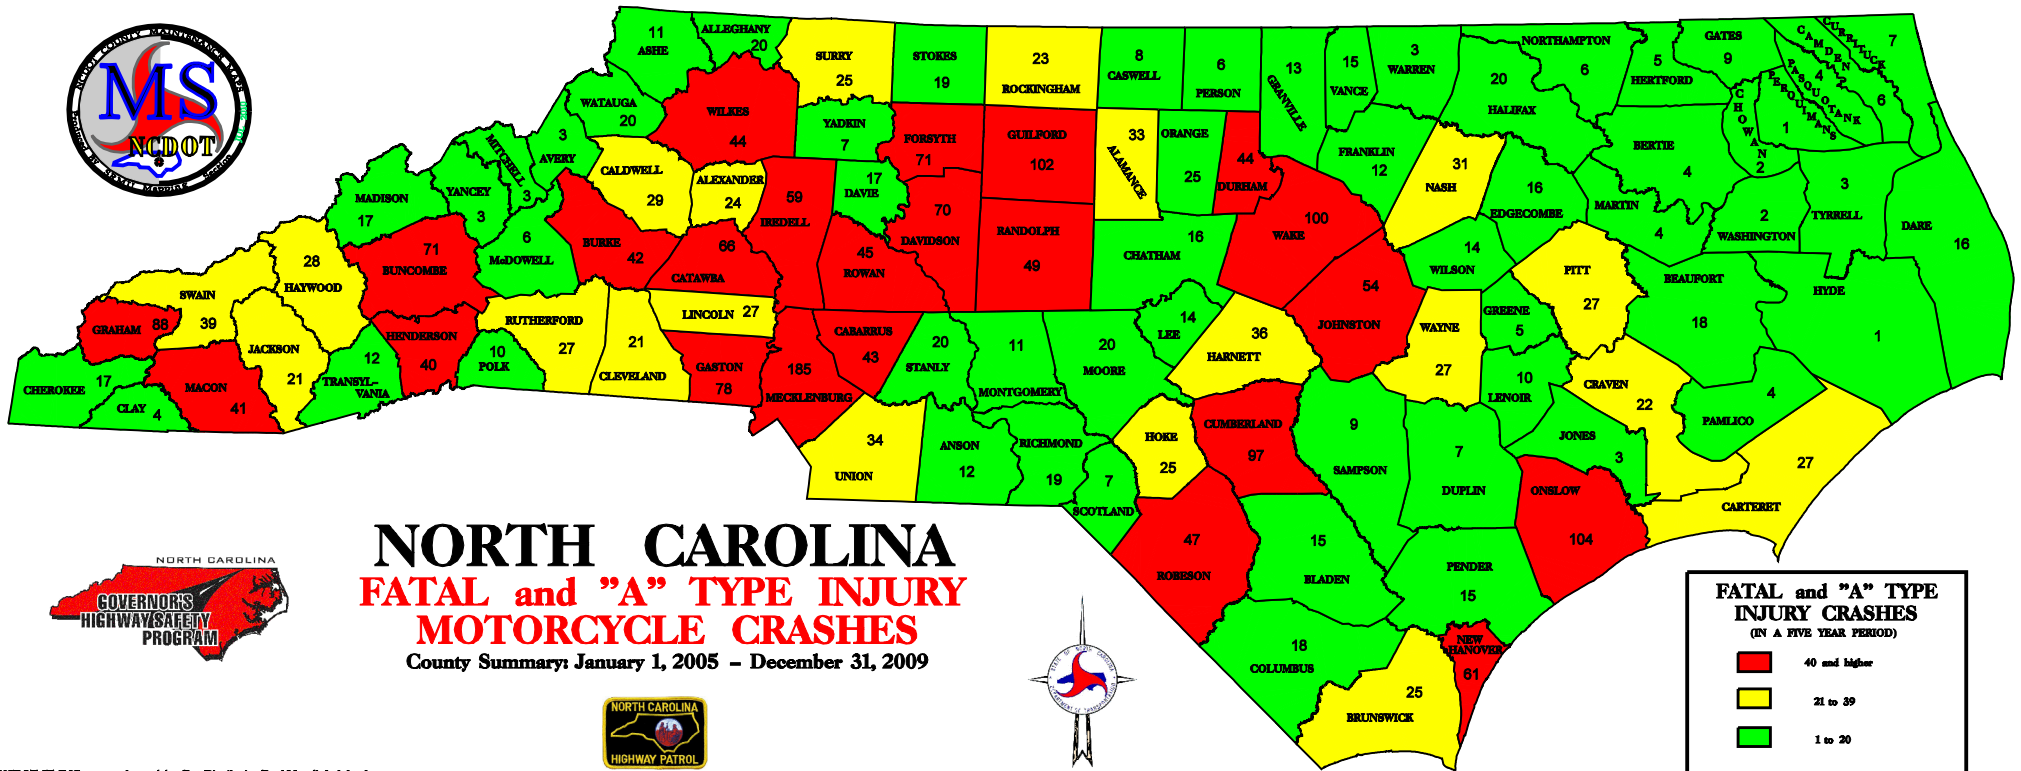 NCDOT COUNTY MAINTENANCE MAPS
MS
NCDOT
ASHE 11
ALLEGHANY 20
SURRY 25
STOKES 19
ROCKINGHAM 23
CASWELL 8
PERSON 6
GRANVILLE 13
VANCE 15
WARREN 3
NORTHAMPTON 6
HALIFAX 20
HERTFORD 5
GATES 9
CURRITUCK 7
CAMDEN 6
PASQUOTANK 4
PERQUIMANS 1
CHOWAN 2
WATAUGA 20
WILKES 44
YADKIN 7
FORSYTH 71
GUILFORD 102
ALAMANCE 33
ORANGE 25
DURHAM 44
FRANKLIN 12
NASH 31
EDGECOMBE 16
BERTIE 4
MARTIN 4
WASHINGTON 2
TYRRELL 3
DARE 16
MITCHELL 3
AVERY 3
CALDWELL 29
ALEXANDER 24
IREDELL 59
DAVIE 17
DAVIDSON 70
RANDOLPH 49
CHATHAM 16
WAKE 100
WILSON 14
PITT 27
BEAUFORT 18
HYDE 1
MADISON 17
YANCEY 3
McDOWELL 6
BURKE 42
CATAWBA 66
ROWAN 45
JOHNSTON 54
WAYNE 27
GREENE 5
HAYWOOD 28
BUNCOMBE 71
SWAIN 39
GRAHAM 88
JACKSON 21
HENDERSON 40
RUTHERFORD 27
POLK 10
CLEVELAND 21
LINCOLN 27
GASTON 78
MECKLENBURG 185
CABARRUS 43
STANLY 20
MONTGOMERY 11
MOORE 20
LEE 14
HARNETT 36
LENOIR 10
CRAVEN 22
PAMLICO 4
CHEROKEE 17
CLAY 4
MACON 41
TRANSYL-
VANIA 12
UNION 34
ANSON 12
RICHMOND 19
SCOTLAND 7
HOKE 25
CUMBERLAND 97
SAMPSON 9
DUPLIN 7
JONES 3
ONSLOW 104
CARTERET 27
ROBESON 47
BLADEN 15
PENDER 15
COLUMBUS 18
BRUNSWICK 25
NEW
HANOVER
61
NORTH CAROLINA
FATAL and "A" TYPE INJURY
MOTORCYCLE CRASHES
County Summary: January 1, 2005 – December 31, 2009
NORTH CAROLINA
GOVERNOR'S
HIGHWAY SAFETY
PROGRAM
NORTH CAROLINA
HIGHWAY PATROL
FATAL and "A" TYPE
INJURY CRASHES
(IN A FIVE YEAR PERIOD)
40 and higher
21 to 39
1 to 20